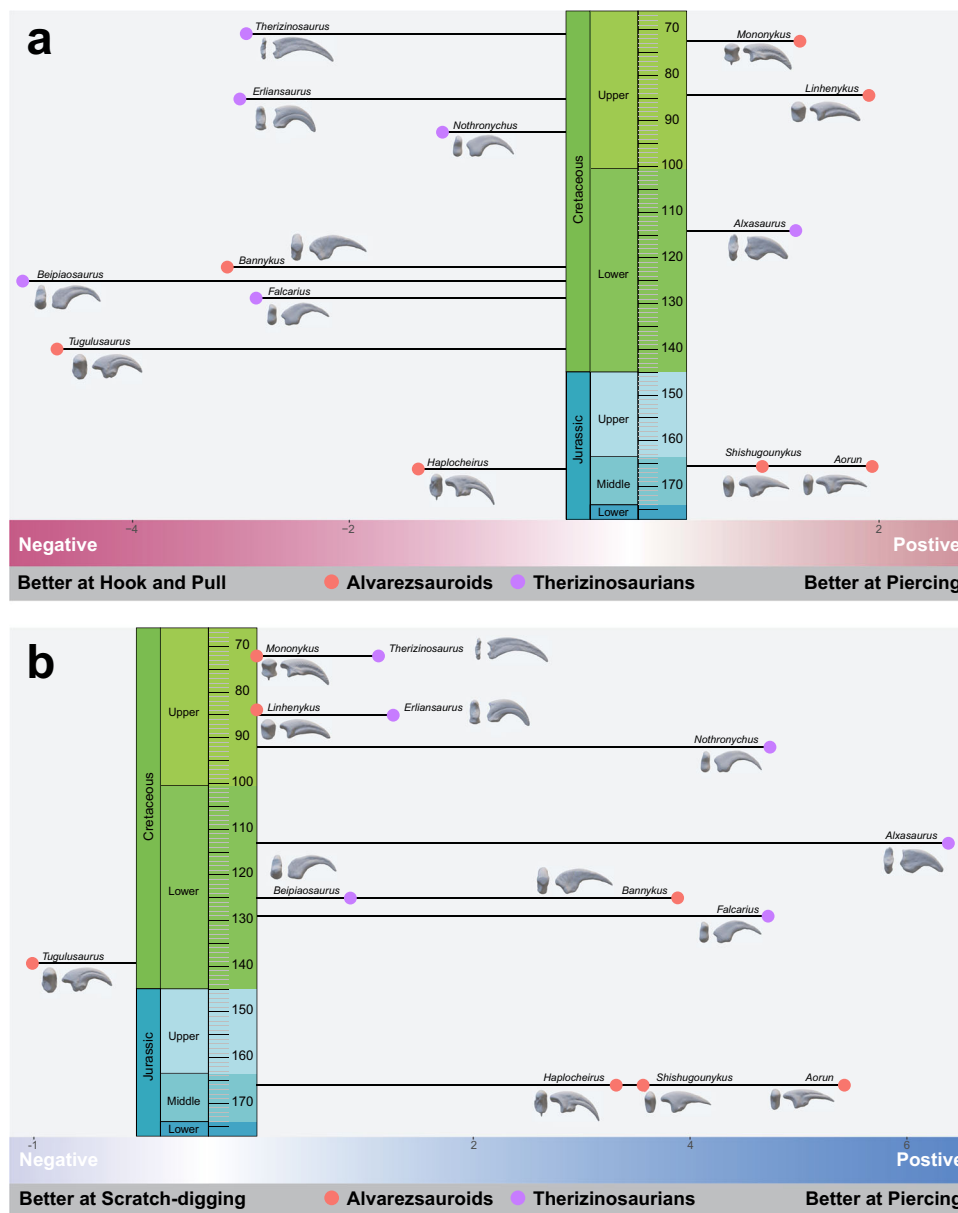 a
Therizinosaurus
Erliansaurus
Nothronychus
Bannykus
Beipiaosaurus
Falcarius
Tugulusaurus
Haplocheirus
Cretaceous
Jurassic
Upper
Lower
Upper
Middle
Lower
70
80
90
100
110
120
130
140
150
160
170
Mononykus
Linhenykus
Alxasaurus
Shishugounykus Aorun
−4 −2 2
Negative Postive
Better at Hook and Pull Alvarezsauroids Therizinosaurians Better at Piercing
b
Cretaceous
Jurassic
Upper
Lower
Upper
Middle
Lower
70
80
90
100
110
120
130
140
150
160
170
Mononykus Therizinosaurus
Linhenykus Erliansaurus
Nothronychus
Alxasaurus
Beipiaosaurus Bannykus
Falcarius
Tugulusaurus
Haplocheirus Shishugounykus Aorun
-1 2 4 6
Negative Postive
Better at Scratch-digging Alvarezsauroids Therizinosaurians Better at Piercing